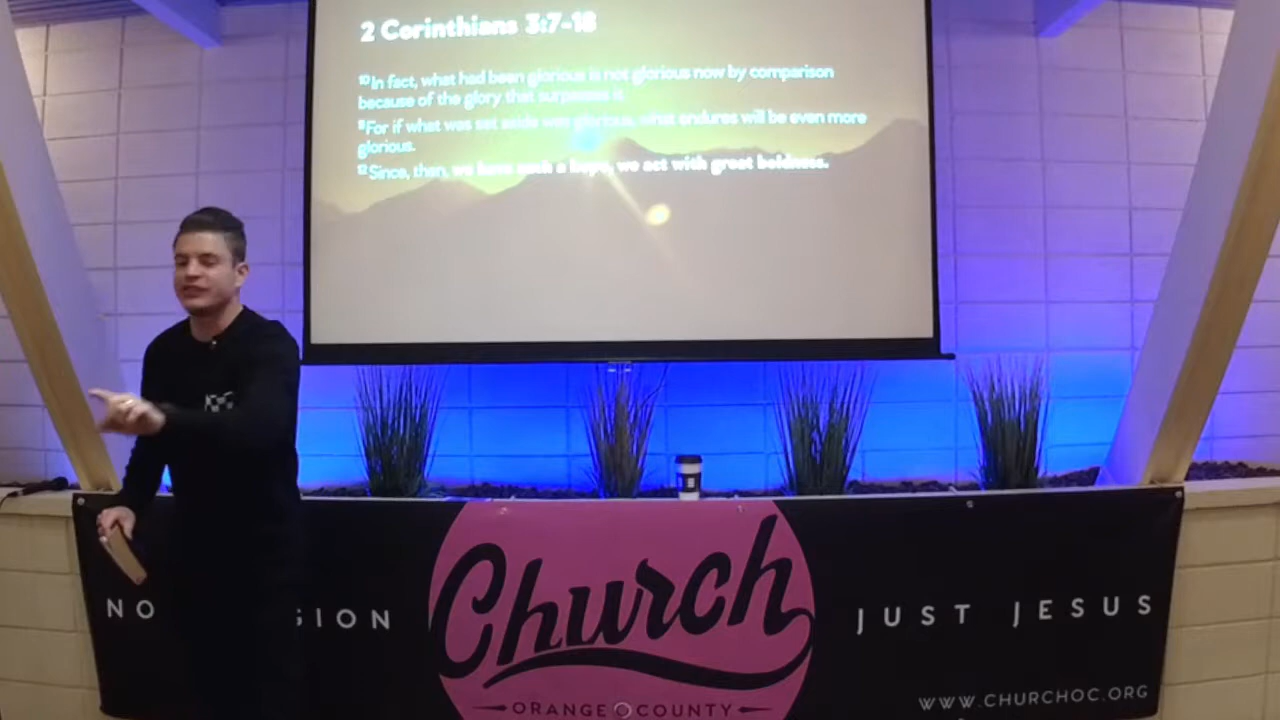 2 Corinthians 3:7-18
10 In fact, what had been glorious is not glorious now by comparison
because of the glory that surpasses it.
For if what was set aside was glorious, what endures will be even more
glorious.
12 Since, then, we have such a hope, we act with great boldness.
NO GION
JUST JESUS
Church
ORANGE COUNTY
WWW.CHURCHOC.ORG